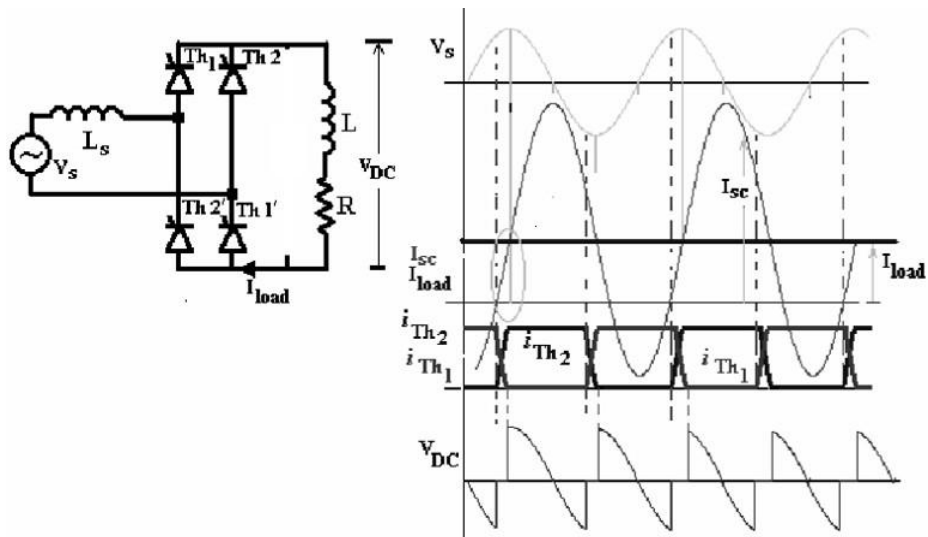 Th1
Th 2
Ls
Vs
L
VDC
R
Th 2'
Th 1'
Iload
Vs
Isc
Isc
Iload
Iload
iTh2
iTh1
iTh2
iTh1
VDC